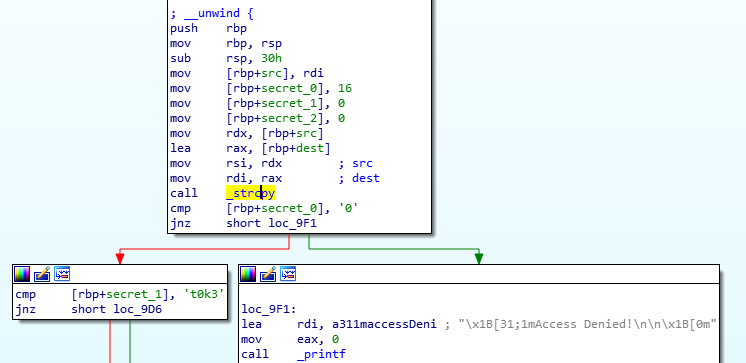 ; __unwind {
push rbp
mov rbp, rsp
sub rsp, 30h
mov [rbp+src], rdi
mov [rbp+secret_0], 16
mov [rbp+secret_1], 0
mov [rbp+secret_2], 0
mov rdx, [rbp+src]
lea rax, [rbp+dest]
mov rsi, rdx ; src
mov rdi, rax ; dest
call _strcpy
cmp [rbp+secret_0], '0'
jnz short loc_9F1
cmp [rbp+secret_1], 't0k3'
jnz short loc_9D6
loc_9F1:
lea rdi, a311maccessDeni ; "\x1B[31;1mAccess Denied!\n\n\x1B[0m"
mov eax, 0
call _printf